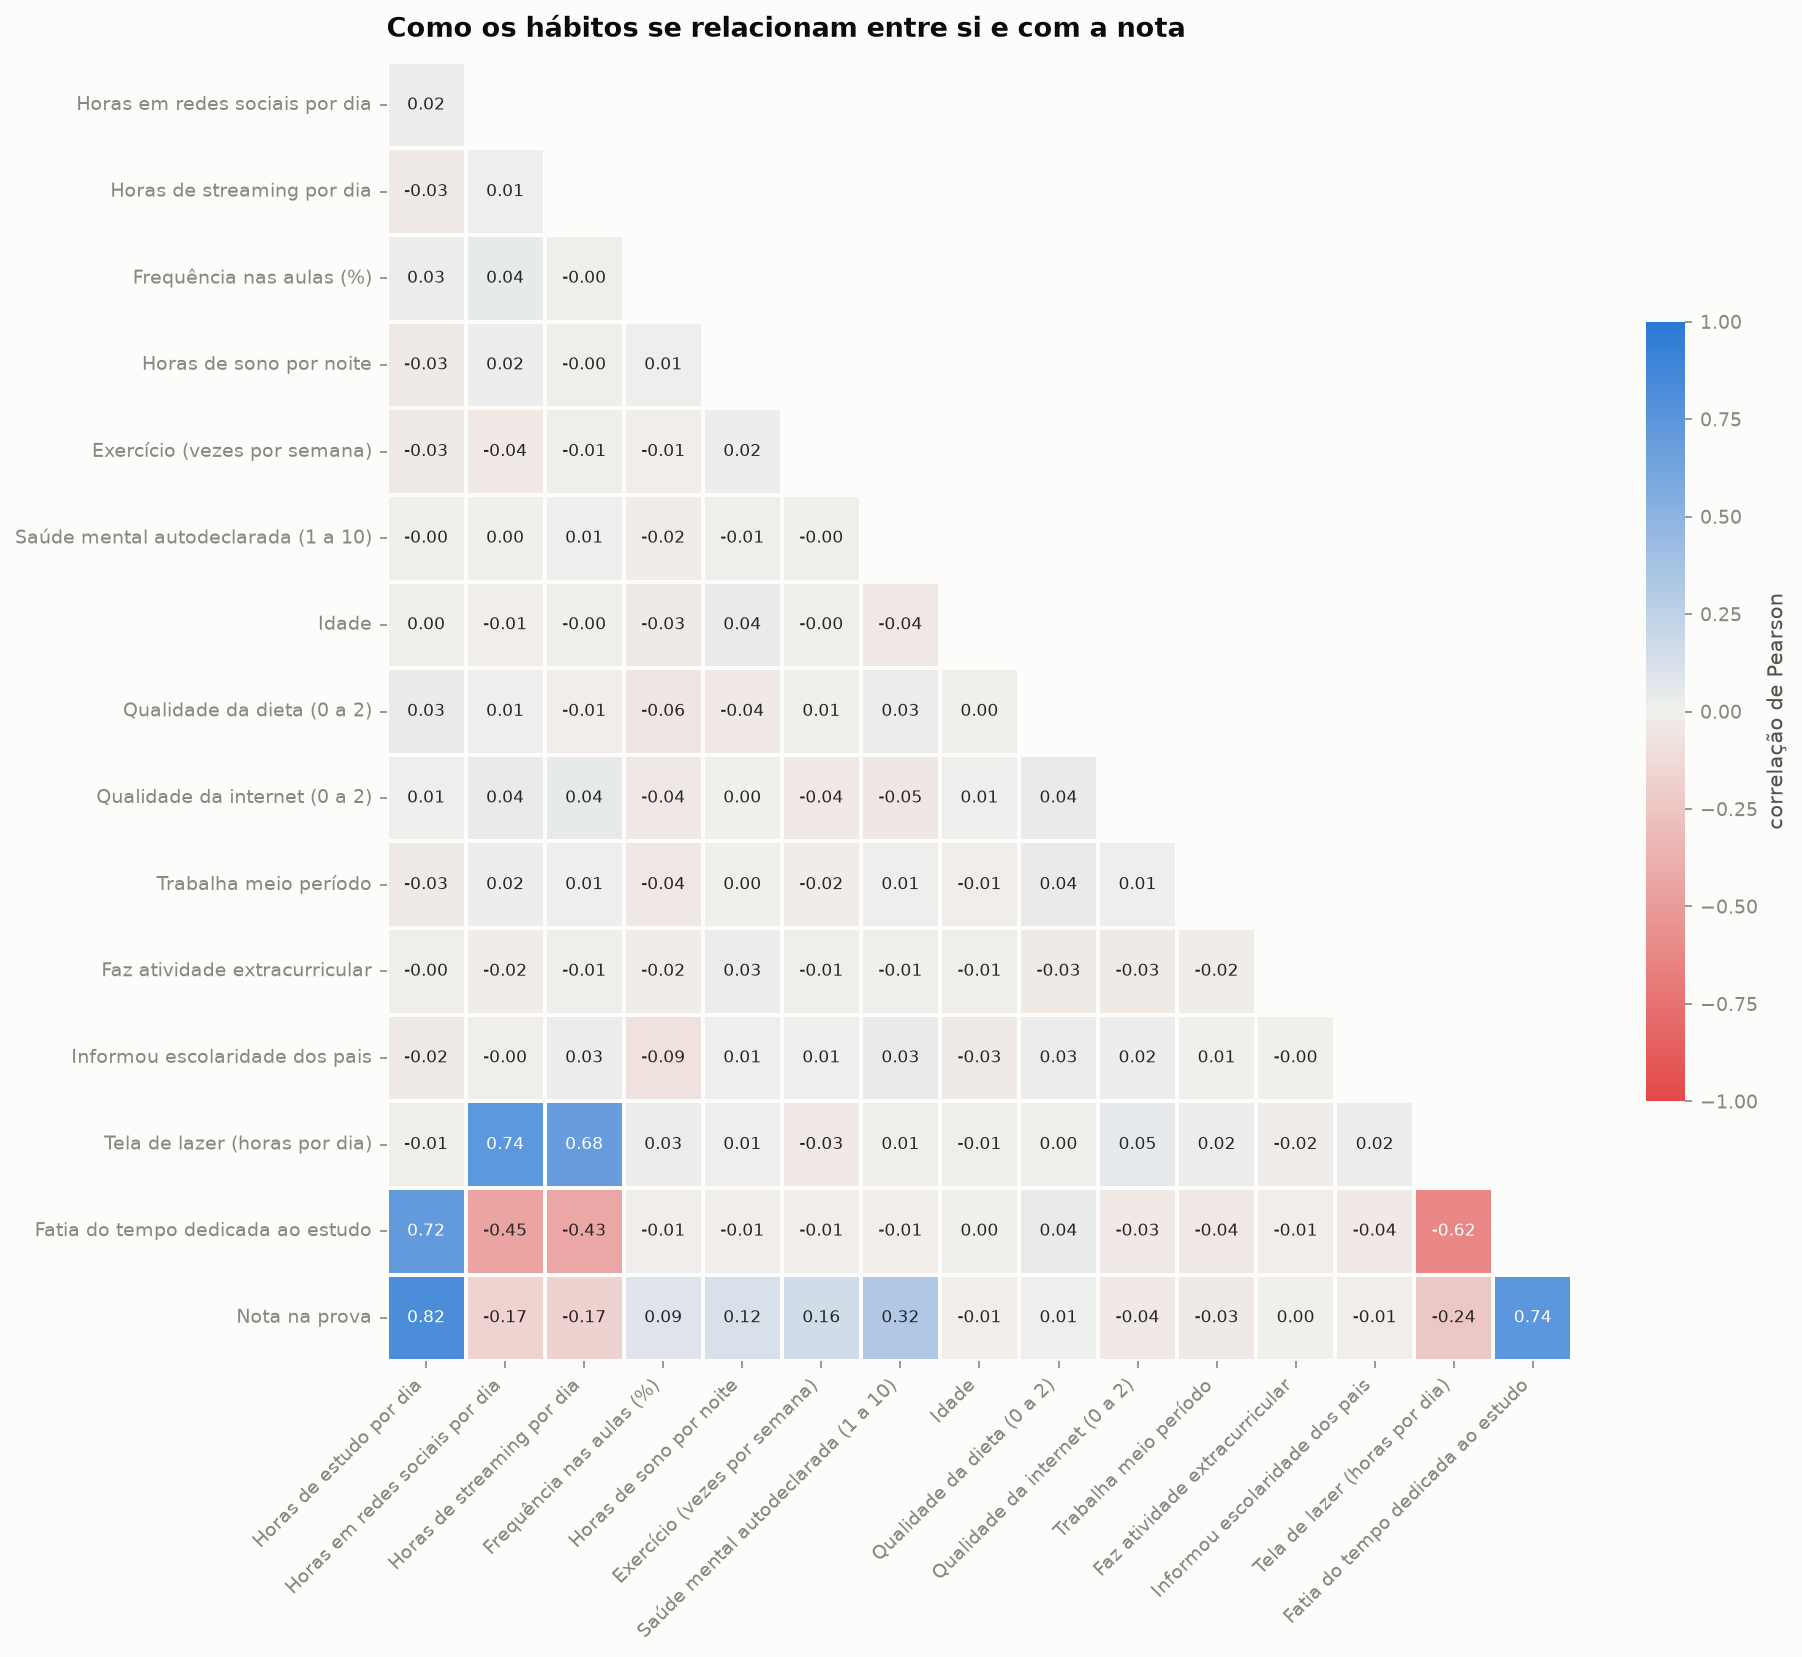 Como os hábitos se relacionam entre si e com a nota
Horas em redes sociais por dia 0.02
Horas de streaming por dia -0.03 0.01
Frequência nas aulas (%) 0.03 0.04 -0.00
Horas de sono por noite -0.03 0.02 -0.00 0.01
Exercício (vezes por semana) -0.03 -0.04 -0.01 -0.01 0.02
Saúde mental autodeclarada (1 a 10) -0.00 0.00 0.01 -0.02 -0.01 -0.00
Idade 0.00 -0.01 -0.00 -0.03 0.04 -0.00 -0.04
Qualidade da dieta (0 a 2) 0.03 0.01 -0.01 -0.06 -0.04 0.01 0.03 0.00
Qualidade da internet (0 a 2) 0.01 0.04 0.04 -0.04 0.00 -0.04 -0.05 0.01 0.04
Trabalha meio período -0.03 0.02 0.01 -0.04 0.00 -0.02 0.01 -0.01 0.04 0.01
Faz atividade extracurricular -0.00 -0.02 -0.01 -0.02 0.03 -0.01 -0.01 -0.01 -0.03 -0.03 -0.02
Informou escolaridade dos pais -0.02 -0.00 0.03 -0.09 0.01 0.01 0.03 -0.03 0.03 0.02 0.01 -0.00
Tela de lazer (horas por dia) -0.01 0.74 0.68 0.03 0.01 -0.03 0.01 -0.01 0.00 0.05 0.02 -0.02 0.02
Fatia do tempo dedicada ao estudo 0.72 -0.45 -0.43 -0.01 -0.01 -0.01 -0.01 0.00 0.04 -0.03 -0.04 -0.01 -0.04 -0.62
Nota na prova 0.82 -0.17 -0.17 0.09 0.12 0.16 0.32 -0.01 0.01 -0.04 -0.03 0.00 -0.01 -0.24 0.74
Horas de estudo por dia
Horas em redes sociais por dia
Horas de streaming por dia
Frequência nas aulas (%)
Horas de sono por noite
Exercício (vezes por semana)
Saúde mental autodeclarada (1 a 10)
Idade
Qualidade da dieta (0 a 2)
Qualidade da internet (0 a 2)
Trabalha meio período
Faz atividade extracurricular
Informou escolaridade dos pais
Tela de lazer (horas por dia)
Fatia do tempo dedicada ao estudo
1.00
0.75
0.50
0.25
0.00
−0.25
−0.50
−0.75
−1.00
correlação de Pearson